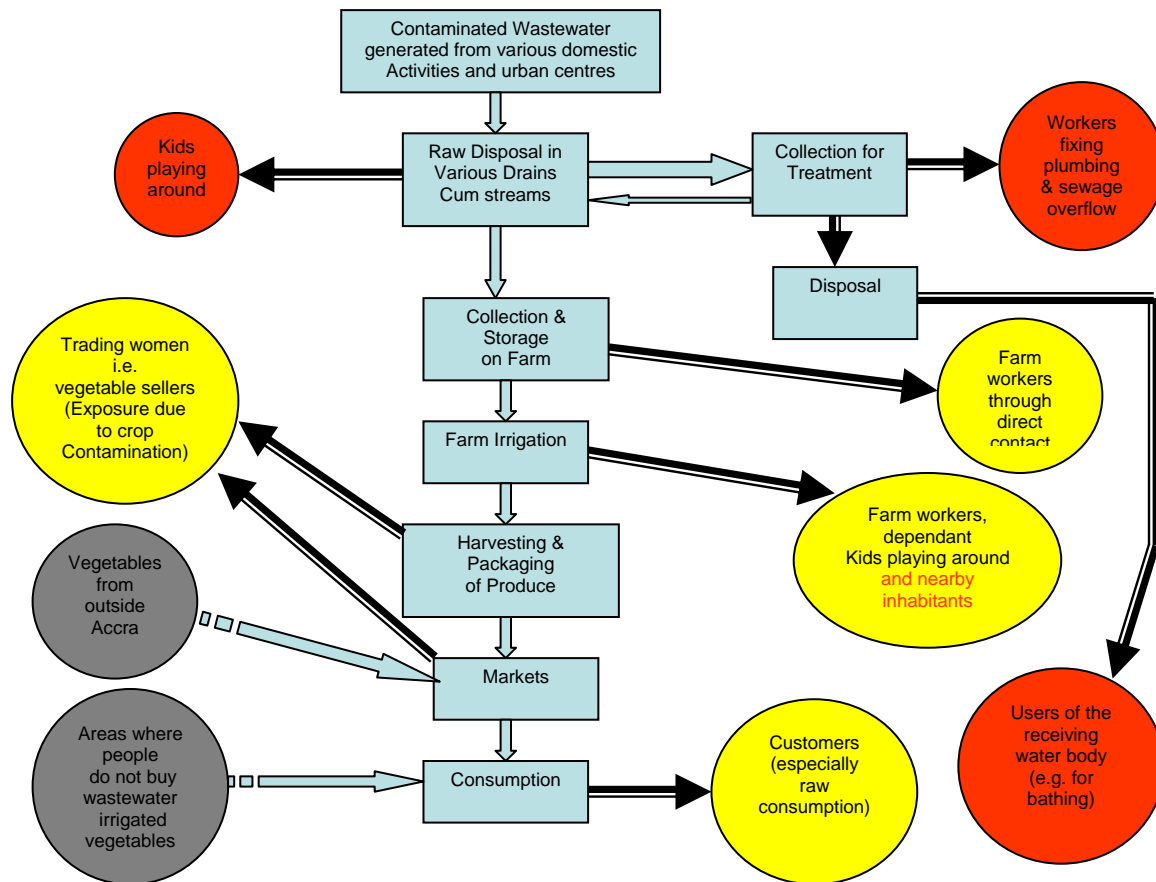 Contaminated Wastewater
generated from various domestic
Activities and urban centres
Kids
playing
around
Raw Disposal in
Various Drains
Cum streams
Collection for
Treatment
Workers
fixing
plumbing
& sewage
overflow
Disposal
Collection &
Storage
on Farm
Trading women
i.e.
vegetable sellers
(Exposure due
to crop
Contamination)
Farm
workers
through
direct
contact
Farm Irrigation
Farm workers,
dependant
Kids playing around
and nearby
inhabitants
Harvesting &
Packaging
of Produce
Vegetables
from
outside
Accra
Markets
Areas where
people
do not buy
wastewater
irrigated
vegetables
Consumption
Customers
(especially
raw
consumption)
Users of the
receiving
water body
(e.g. for
bathing)